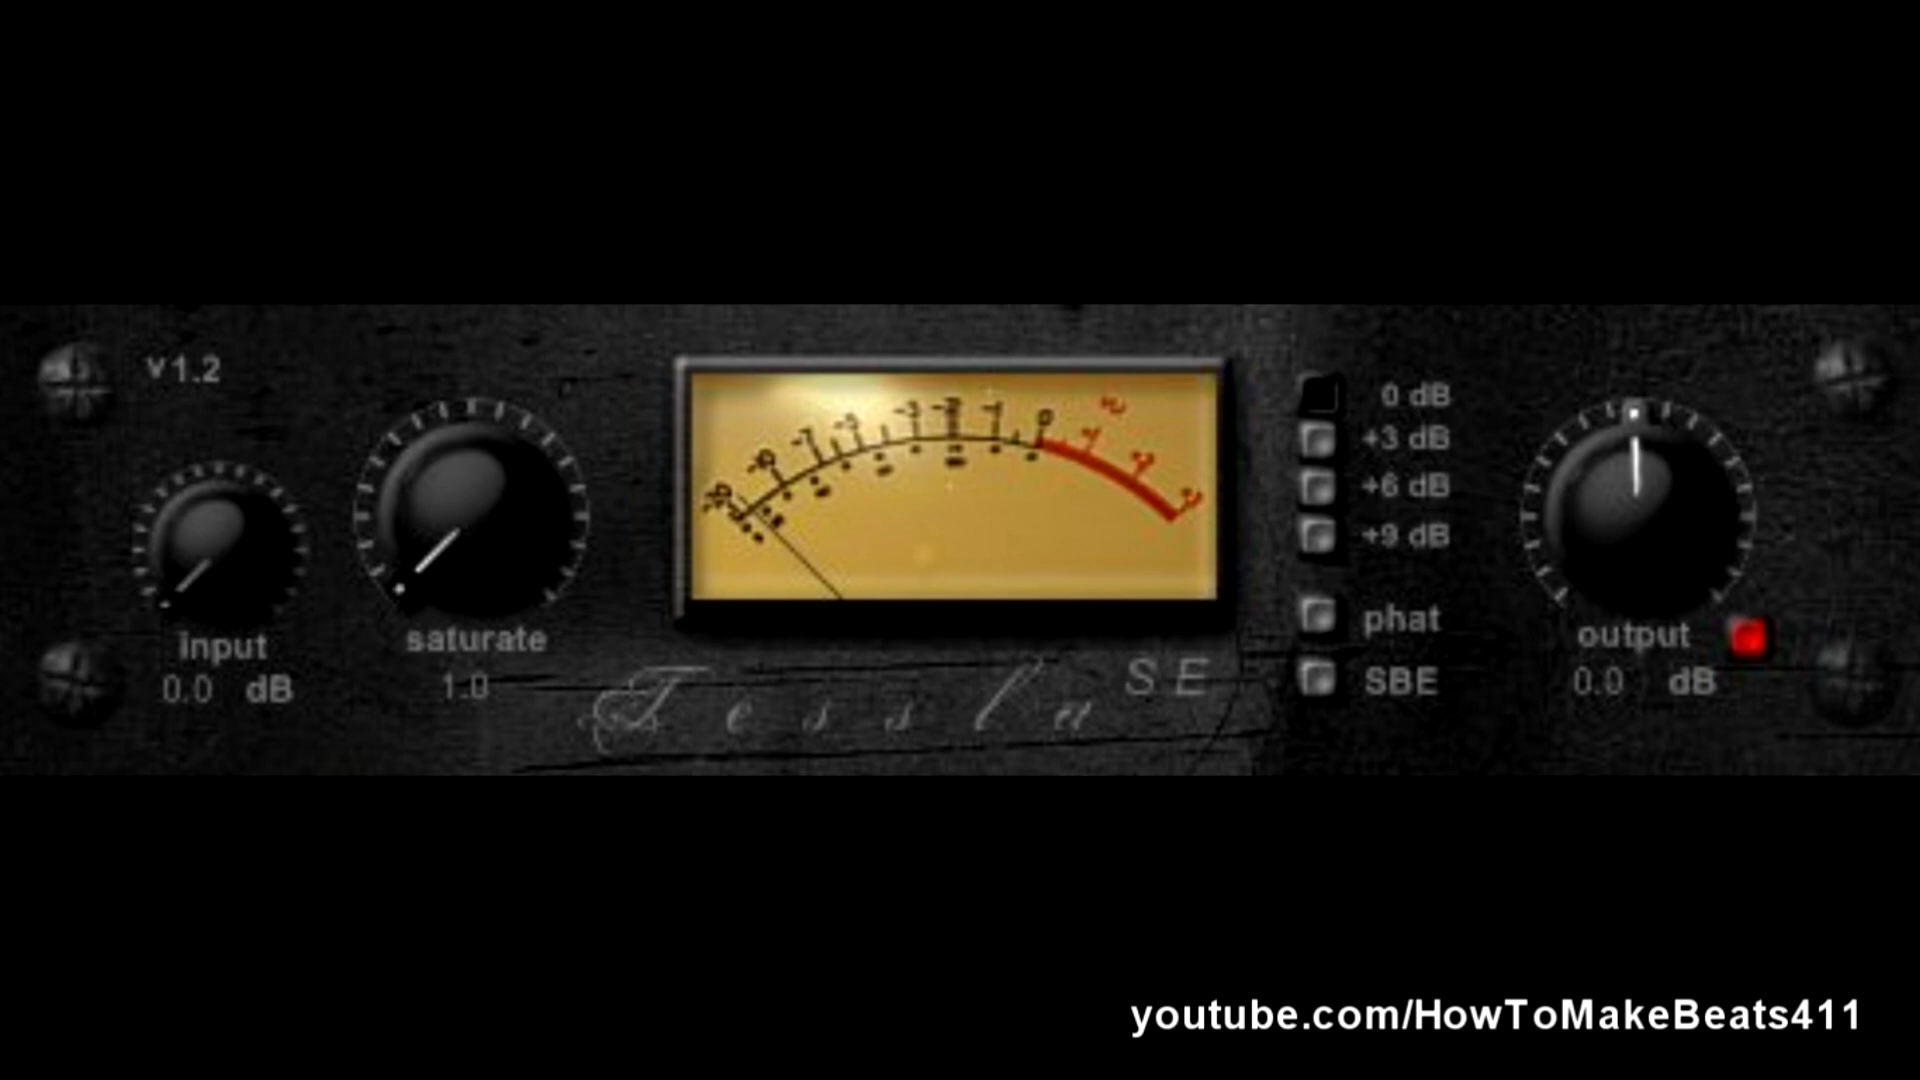 v1.2
input
0.0 dB
saturate
1.0
Tessla SE
0 dB
+3 dB
+6 dB
+9 dB
phat
SBE
output
0.0 dB
youtube.com/HowToMakeBeats411